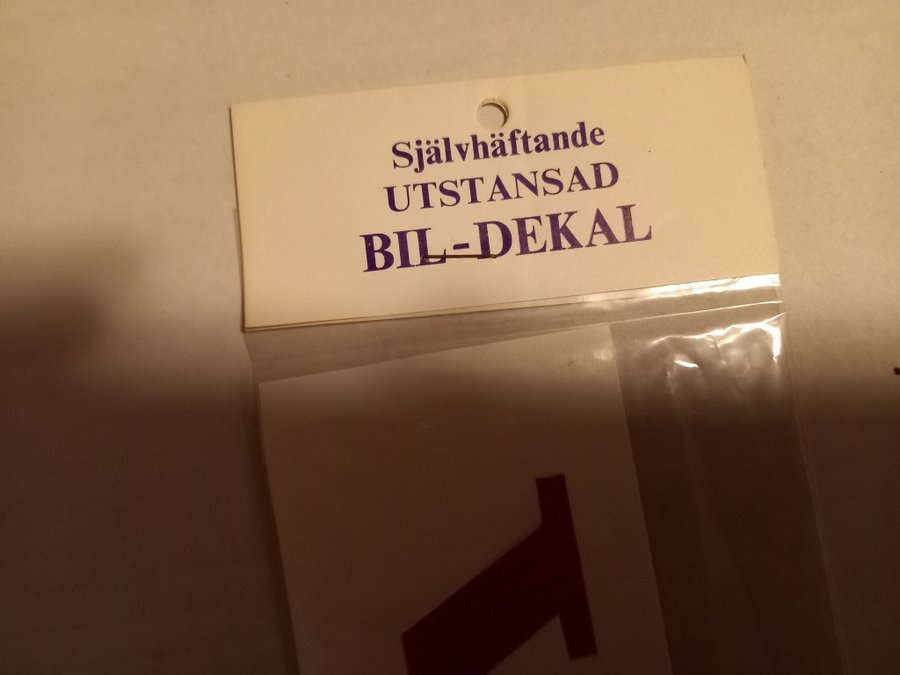 Självhäftande
UTSTANSAD
BIL-DEKAL